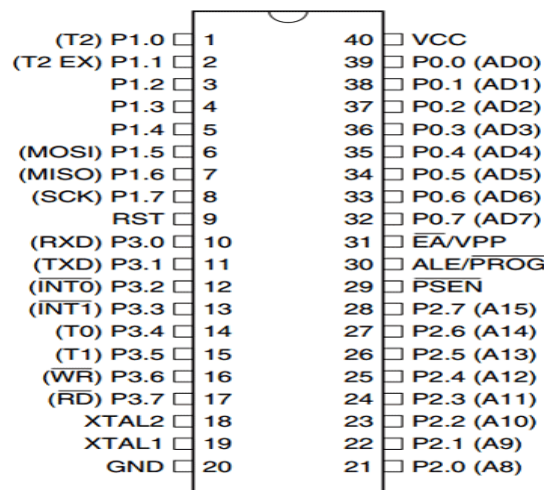 (T2) P1.0 1 40 VCC
(T2 EX) P1.1 2 39 P0.0 (AD0)
P1.2 3 38 P0.1 (AD1)
P1.3 4 37 P0.2 (AD2)
P1.4 5 36 P0.3 (AD3)
(MOSI) P1.5 6 35 P0.4 (AD4)
(MISO) P1.6 7 34 P0.5 (AD5)
(SCK) P1.7 8 33 P0.6 (AD6)
RST 9 32 P0.7 (AD7)
(RXD) P3.0 10 31 E̅A̅/VPP
(TXD) P3.1 11 30 ALE/P̅R̅O̅G̅
(I̅N̅T̅0̅) P3.2 12 29 P̅S̅E̅N̅
(I̅N̅T̅1̅) P3.3 13 28 P2.7 (A15)
(T0) P3.4 14 27 P2.6 (A14)
(T1) P3.5 15 26 P2.5 (A13)
(W̅R̅) P3.6 16 25 P2.4 (A12)
(R̅D̅) P3.7 17 24 P2.3 (A11)
XTAL2 18 23 P2.2 (A10)
XTAL1 19 22 P2.1 (A9)
GND 20 21 P2.0 (A8)